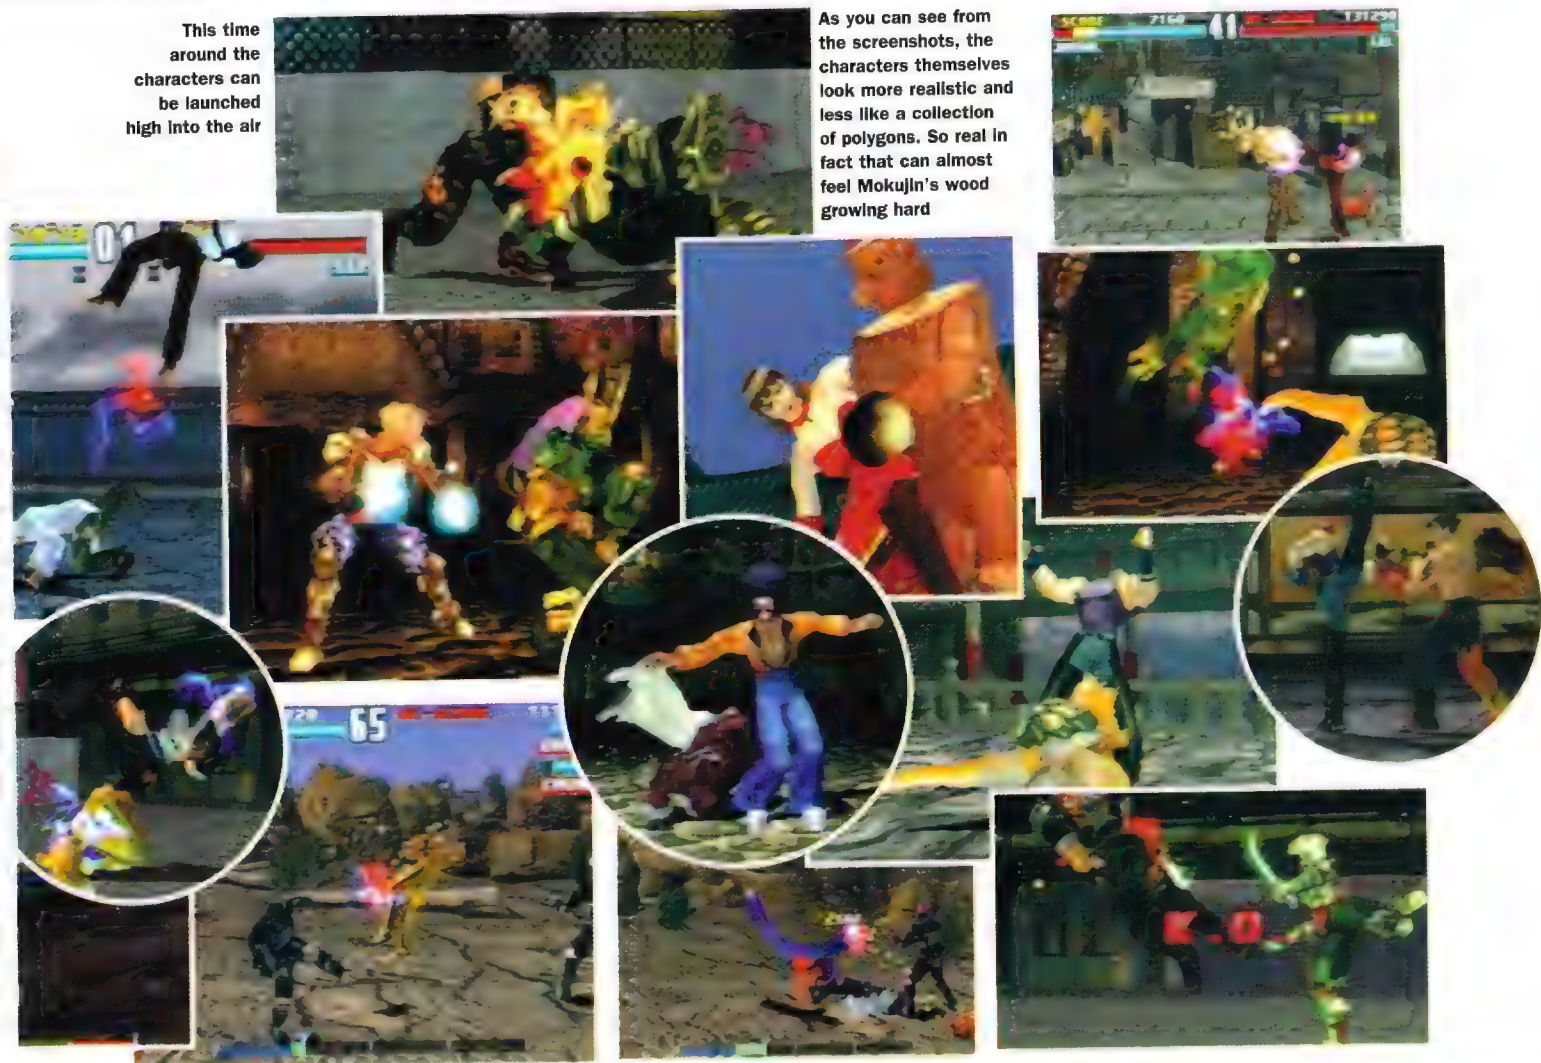 This time
around the
characters can
be launched
high into the air
As you can see from
the screenshots, the
characters themselves
look more realistic and
less like a collection
of polygons. So real in
fact that can almost
feel Mokujin's wood
growing hard
SCORE 7160 41 131290
01
65
K.O